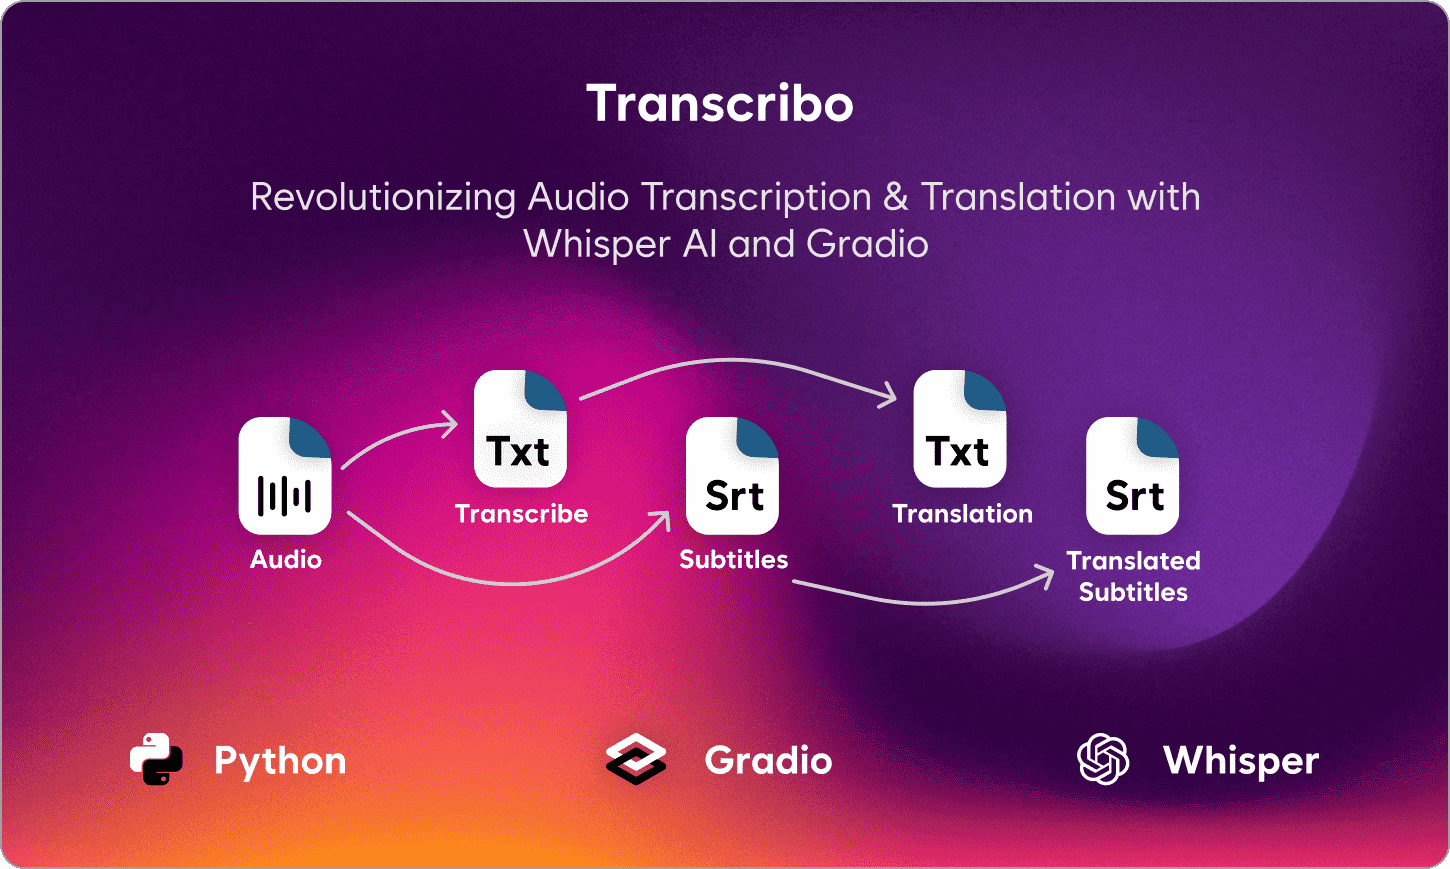 Transcribo
Revolutionizing Audio Transcription & Translation with
Whisper AI and Gradio
Txt
Transcribe
Txt
Translation
Audio
Srt
Subtitles
Srt
Translated
Subtitles
Python
Gradio
Whisper